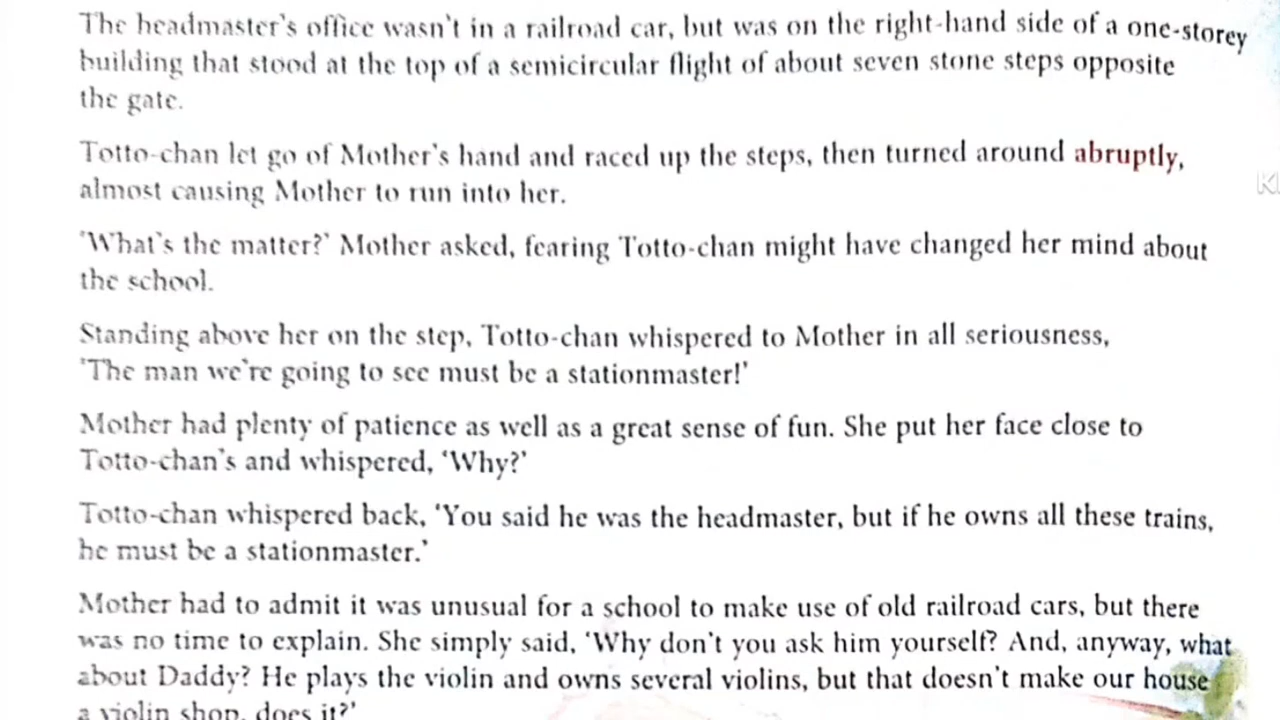 The headmaster's office wasn't in a railroad car, but was on the right-hand side of a one-storey
building that stood at the top of a semicircular flight of about seven stone steps opposite
the gate.
Totto-chan let go of Mother's hand and raced up the steps, then turned around abruptly,
almost causing Mother to run into her.
'What's the matter?' Mother asked, fearing Totto-chan might have changed her mind about
the school.
Standing above her on the step, Totto-chan whispered to Mother in all seriousness,
'The man we're going to see must be a stationmaster!'
Mother had plenty of patience as well as a great sense of fun. She put her face close to
Totto-chan's and whispered, 'Why?'
Totto-chan whispered back, 'You said he was the headmaster, but if he owns all these trains,
he must be a stationmaster.'
Mother had to admit it was unusual for a school to make use of old railroad cars, but there
was no time to explain. She simply said, 'Why don't you ask him yourself? And, anyway, what
about Daddy? He plays the violin and owns several violins, but that doesn't make our house
a violin shop, does it?'